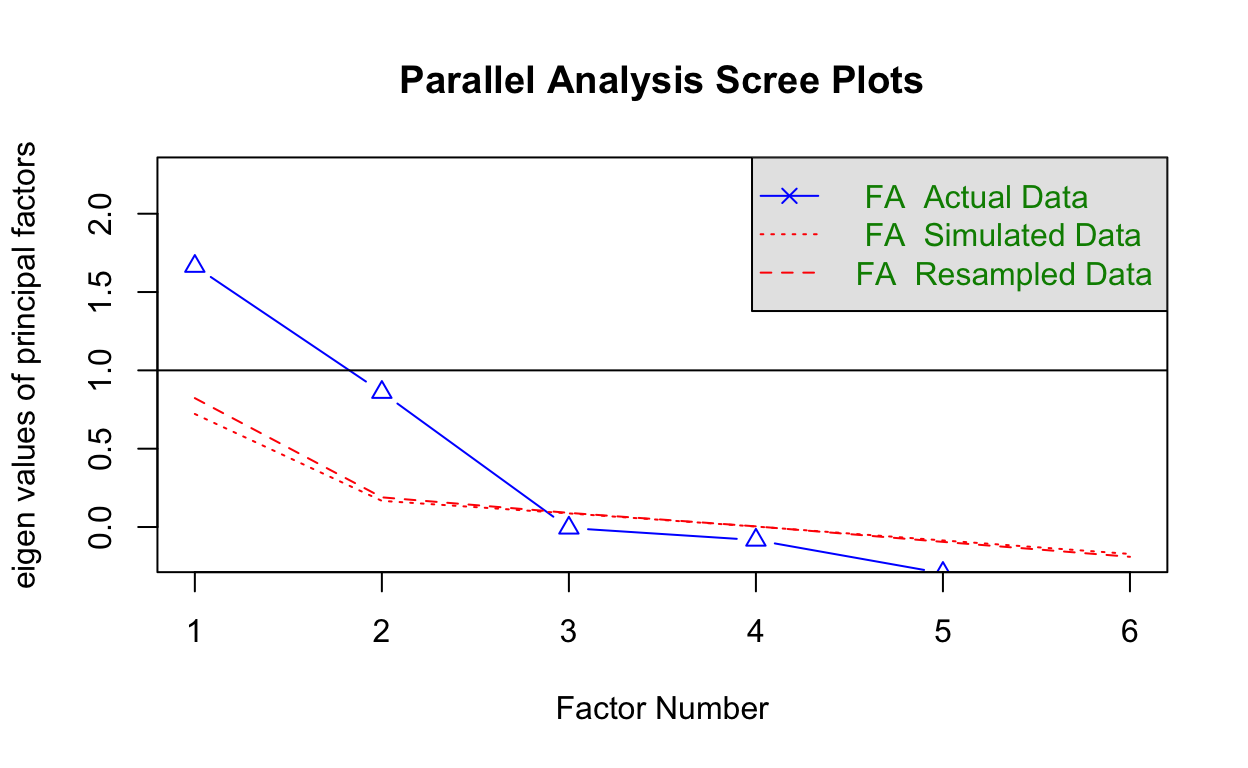 Parallel Analysis Scree Plots
eigen values of principal factors
2.0
1.5
1.0
0.5
0.0
FA Actual Data
FA Simulated Data
FA Resampled Data
1 2 3 4 5 6
Factor Number